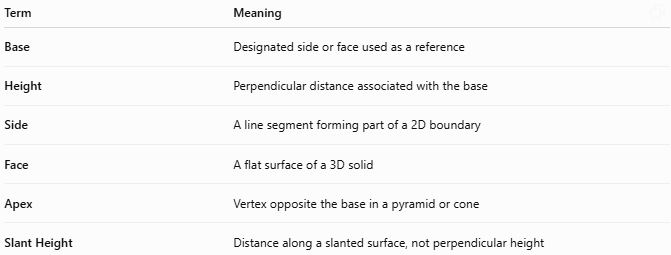 Term Meaning
Base Designated side or face used as a reference
Height Perpendicular distance associated with the base
Side A line segment forming part of a 2D boundary
Face A flat surface of a 3D solid
Apex Vertex opposite the base in a pyramid or cone
Slant Height Distance along a slanted surface, not perpendicular height